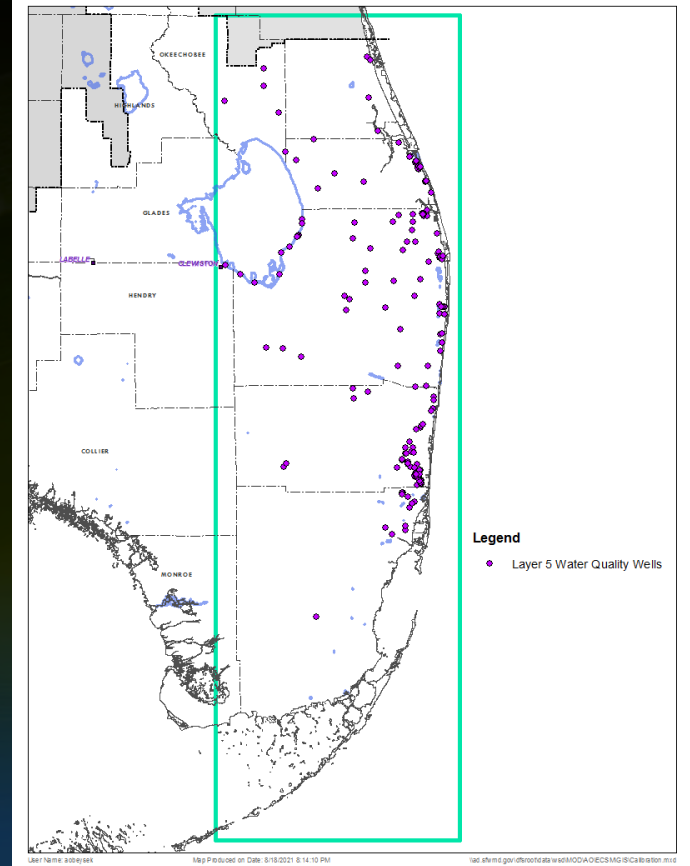 OKEECHOBEE
HIGHLANDS
GLADES
LABELLE
CLEWISTON
HENDRY
COLLIER
MONROE
Legend
Layer 5 Water Quality Wells
User Name: aobeysek
Map Produced on Date: 8/18/2021 8:14:10 PM